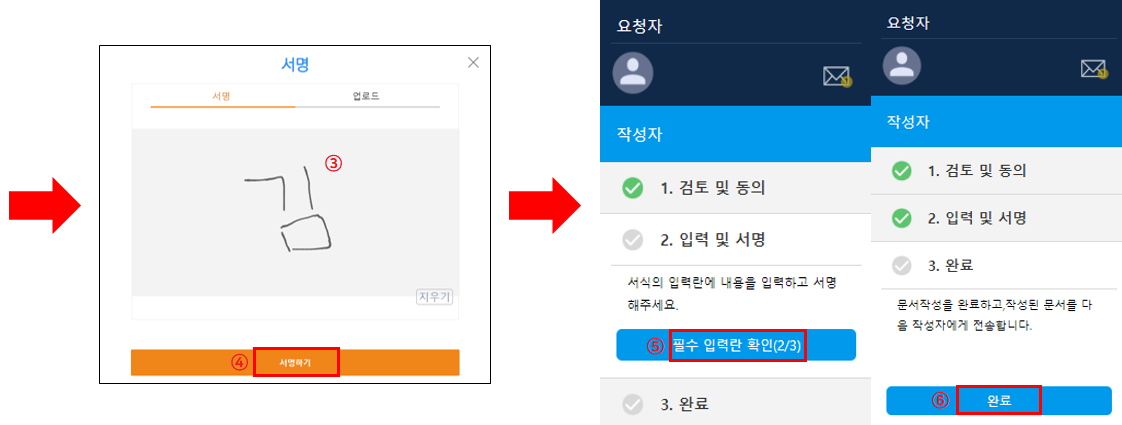 서명
서명
업로드
③
김
지우기
④ 서명하기
요청자
작성자
1. 검토 및 동의
2. 입력 및 서명
서식의 입력란에 내용을 입력하고 서명
해주세요.
⑤ 필수 입력란 확인(2/3)
3. 완료
요청자
작성자
1. 검토 및 동의
2. 입력 및 서명
3. 완료
문서작성을 완료하고,작성된 문서를 다
음 작성자에게 전송합니다.
⑥ 완료